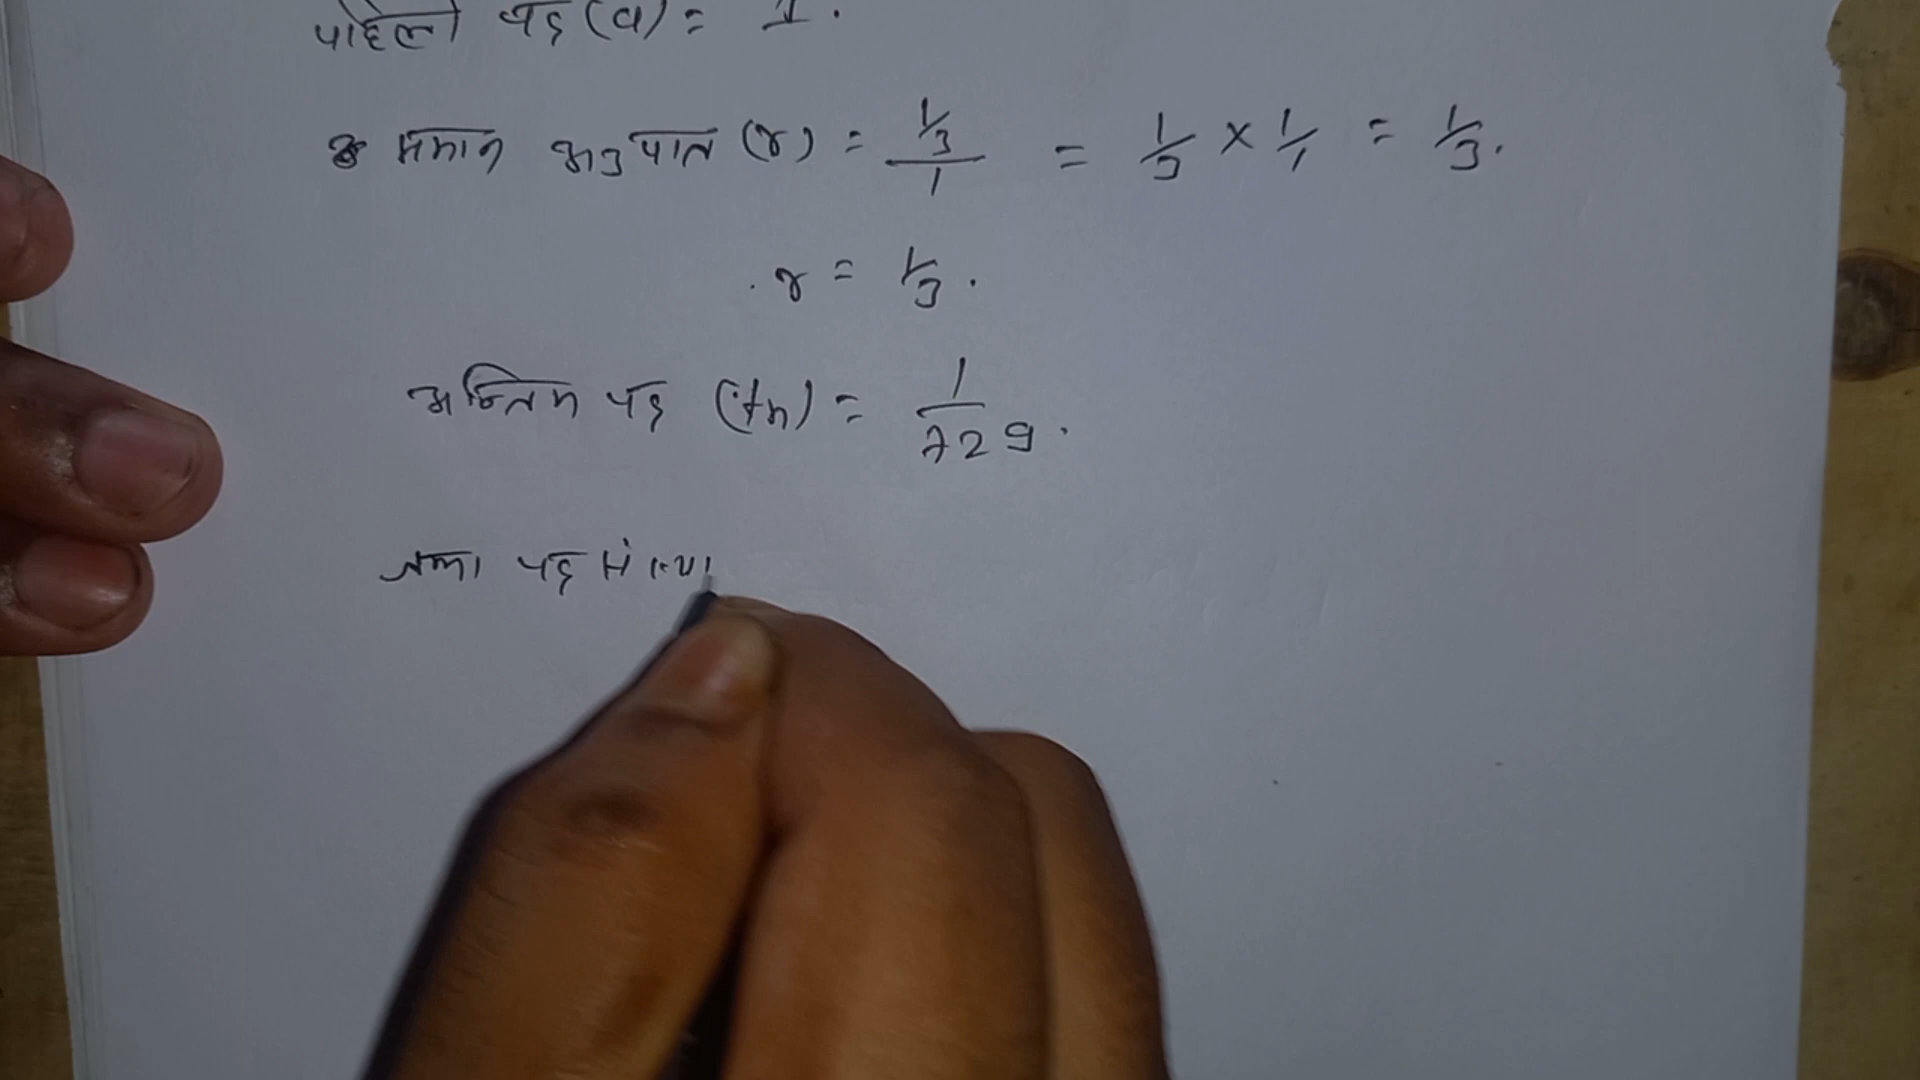 पहिलो पद (a) = 1.
समान अनुपात (r) = 1/3 / 1 = 1/3 × 1/1 = 1/3.
r = 1/3.
अन्तिम पद (tn) = 1/729.
जम्मा पद संख्या